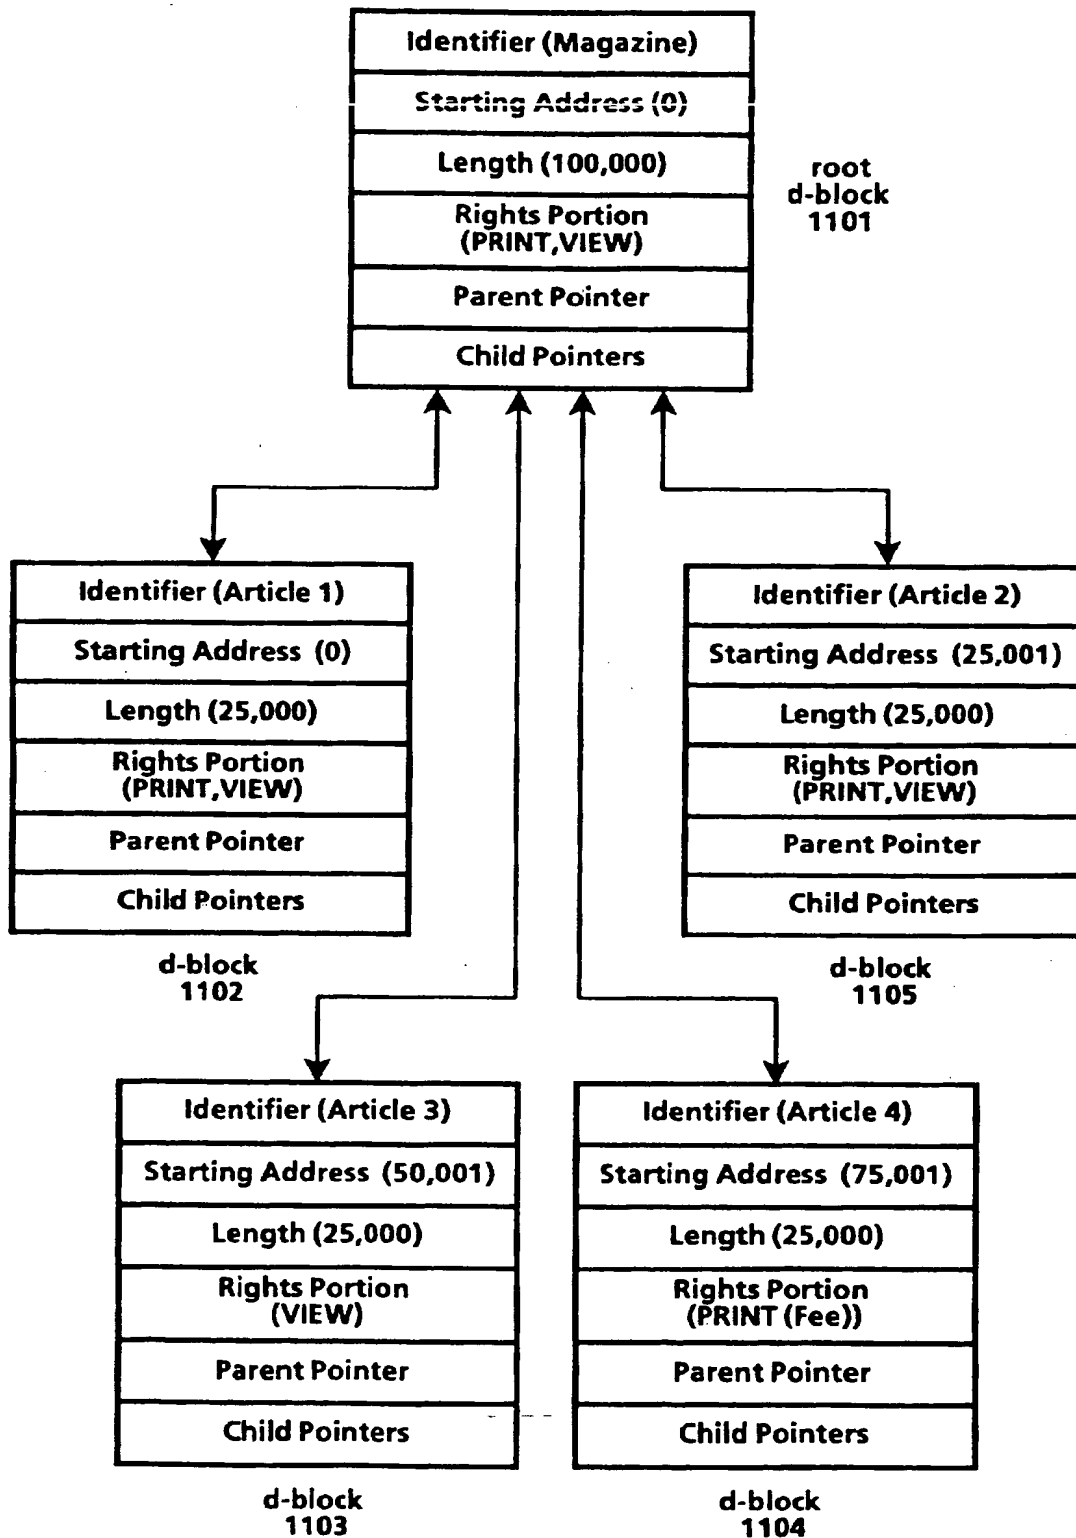 Identifier (Magazine)
Starting Address (0)
Length (100,000)
Rights Portion
(PRINT,VIEW)
Parent Pointer
Child Pointers
root
d-block
1101
Identifier (Article 1)
Starting Address (0)
Length (25,000)
Rights Portion
(PRINT,VIEW)
Parent Pointer
Child Pointers
d-block
1102
Identifier (Article 2)
Starting Address (25,001)
Length (25,000)
Rights Portion
(PRINT,VIEW)
Parent Pointer
Child Pointers
d-block
1105
Identifier (Article 3)
Starting Address (50,001)
Length (25,000)
Rights Portion
(VIEW)
Parent Pointer
Child Pointers
d-block
1103
Identifier (Article 4)
Starting Address (75,001)
Length (25,000)
Rights Portion
(PRINT (Fee))
Parent Pointer
Child Pointers
d-block
1104